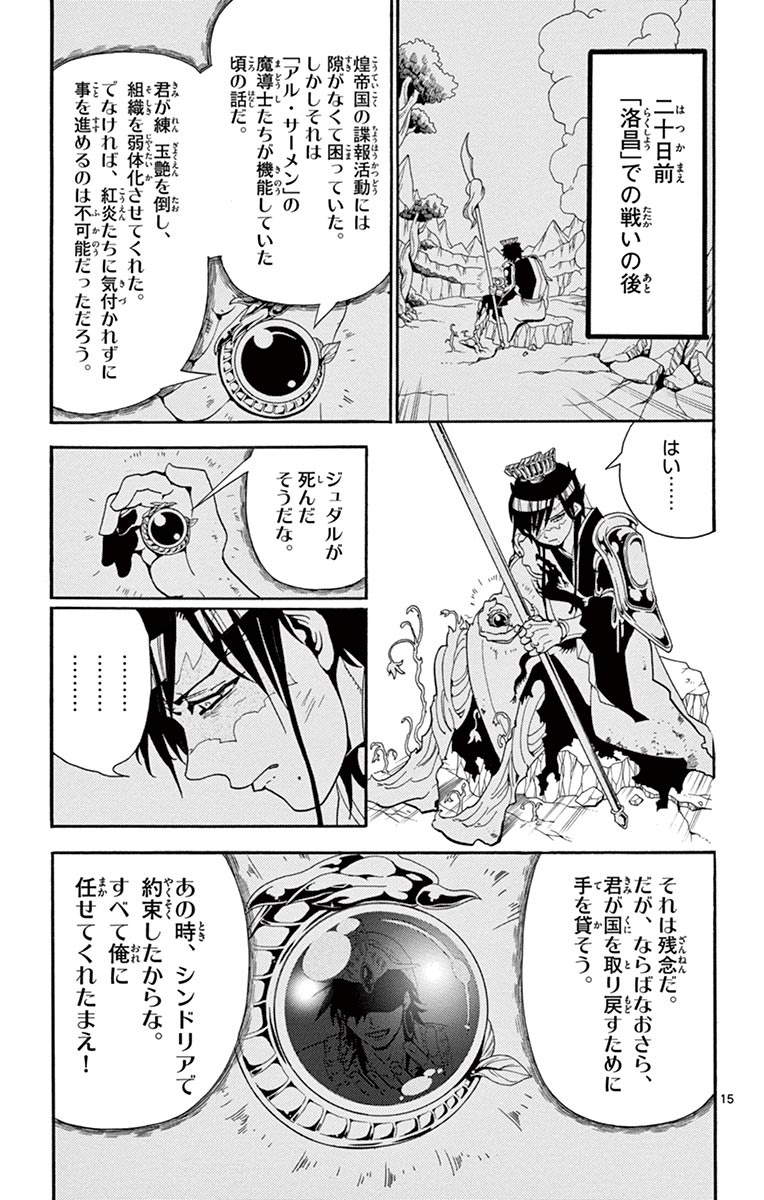 二十日前
「洛昌」での戦いの後
煌帝国の諜報活動には
隙がなくて困っていた。
しかしそれは
「アル・サーメン」の
魔導士たちが機能していた
頃の話だ。
君が練 玉艶を倒し、
組織を弱体化させてくれた。
でなければ、紅炎たちに気付かれずに
事を進めるのは不可能だっただろう。
はい……
ジュダルが
死んだ
そうだな。
…………
…………
それは残念だ。
だが、ならばなおさら、
君が国を取り戻すために
手を貸そう。
あの時、シンドリアで
約束したからな。
すべて俺に
任せてくれたまえ！
15